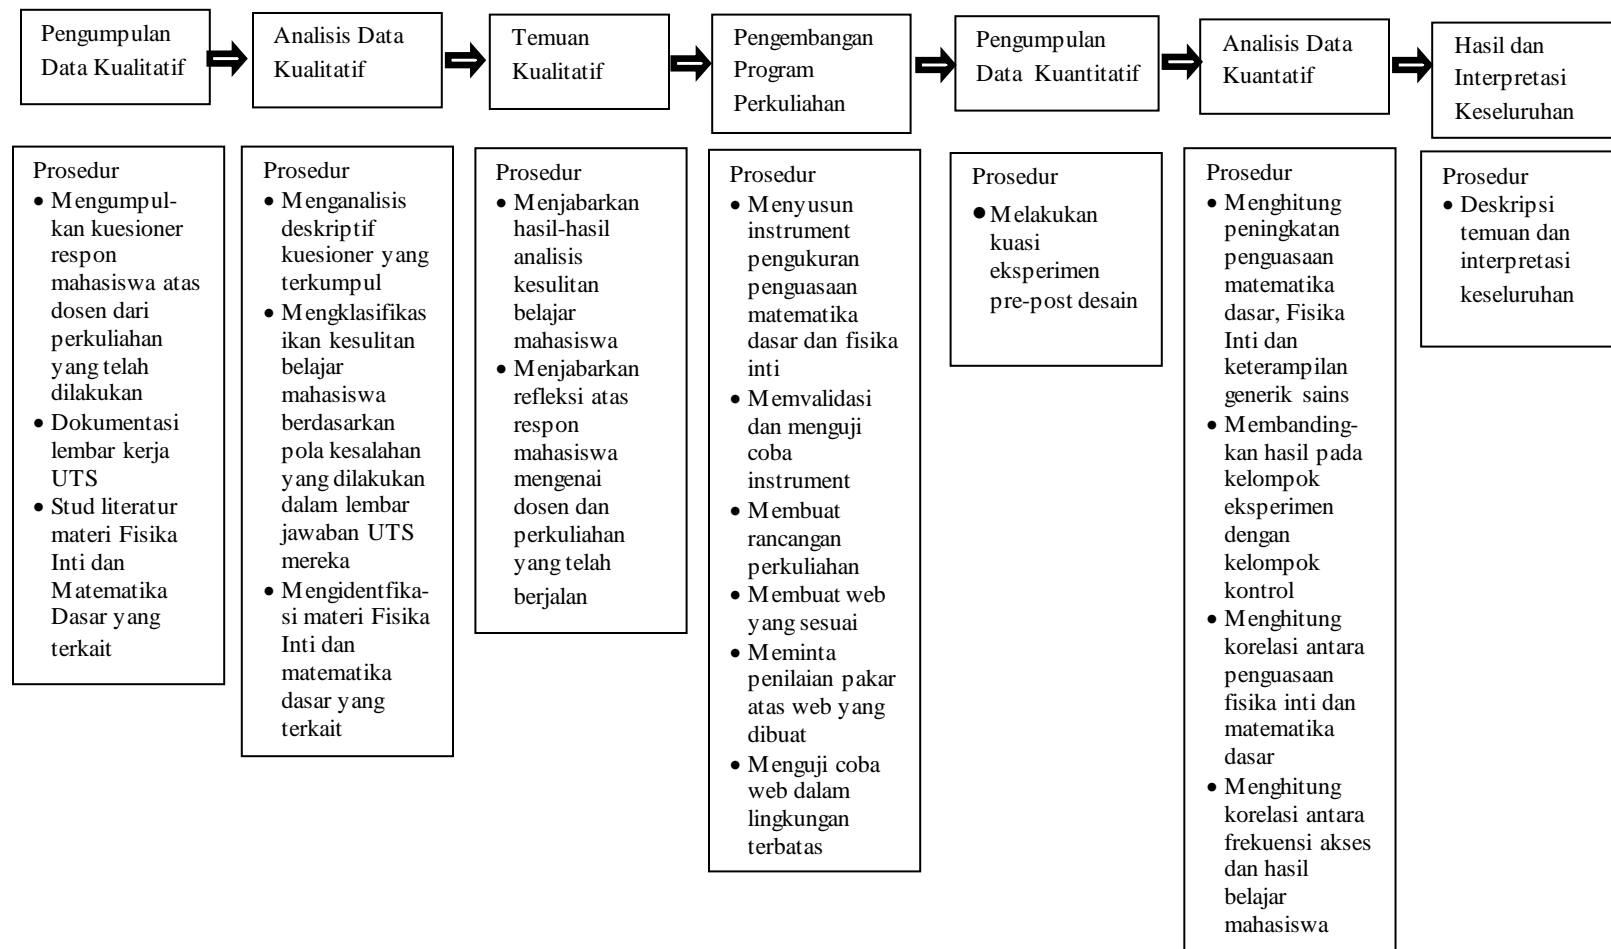 Pengumpulan
Data Kualitatif
Analisis Data
Kualitatif
Temuan
Kualitatif
Pengembangan
Program
Perkuliahan
Pengumpulan
Data Kuantitatif
Analisis Data
Kuantatif
Hasil dan
Interpretasi
Keseluruhan
Prosedur
• Mengumpul-
kan kuesioner
respon
mahasiswa atas
dosen dari
perkuliahan
yang telah
dilakukan
• Dokumentasi
lembar kerja
UTS
• Stud literatur
materi Fisika
Inti dan
Matematika
Dasar yang
terkait
Prosedur
• Menganalisis
deskriptif
kuesioner yang
terkumpul
• Mengklasifikas
ikan kesulitan
belajar
mahasiswa
berdasarkan
pola kesalahan
yang dilakukan
dalam lembar
jawaban UTS
mereka
• Mengidentfika-
si materi Fisika
Inti dan
matematika
dasar yang
terkait
Prosedur
• Menjabarkan
hasil-hasil
analisis
kesulitan
belajar
mahasiswa
• Menjabarkan
refleksi atas
respon
mahasiswa
mengenai
dosen dan
perkuliahan
yang telah
berjalan
Prosedur
• Menyusun
instrument
pengukuran
penguasaan
matematika
dasar dan fisika
inti
• Memvalidasi
dan menguji
coba
instrument
• Membuat
rancangan
perkuliahan
• Membuat web
yang sesuai
• Meminta
penilaian pakar
atas web yang
dibuat
• Menguji coba
web dalam
lingkungan
terbatas
Prosedur
• Melakukan
kuasi
eksperimen
pre-post desain
Prosedur
• Menghitung
peningkatan
penguasaan
matematika
dasar, Fisika
Inti dan
keterampilan
generik sains
• Membanding-
kan hasil pada
kelompok
eksperimen
dengan
kelompok
kontrol
• Menghitung
korelasi antara
penguasaan
fisika inti dan
matematika
dasar
• Menghitung
korelasi antara
frekuensi akses
dan hasil
belajar
mahasiswa
Prosedur
• Deskripsi
temuan dan
interpretasi
keseluruhan